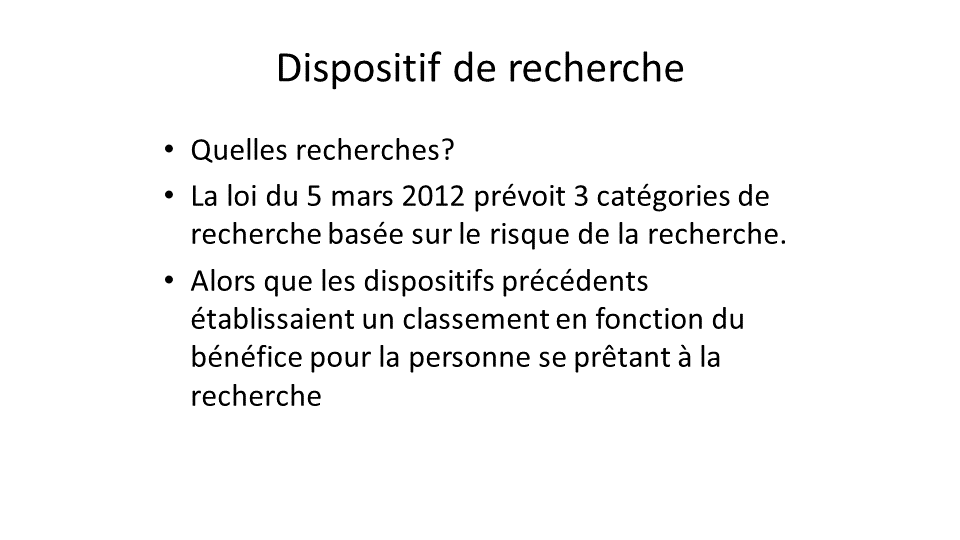 Dispositif de recherche
• Quelles recherches?
• La loi du 5 mars 2012 prévoit 3 catégories de
recherche basée sur le risque de la recherche.
• Alors que les dispositifs précédents
établissaient un classement en fonction du
bénéfice pour la personne se prêtant à la
recherche